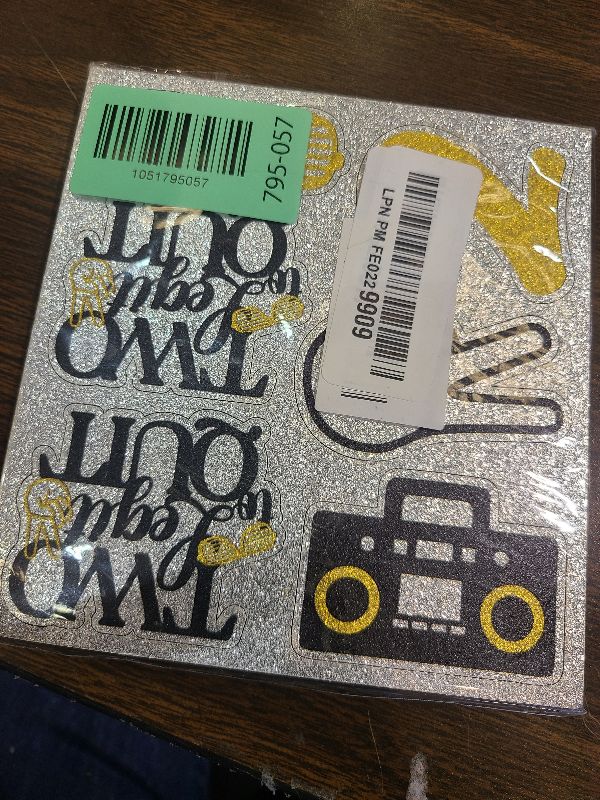 1051795057
795-057
LPN PM FE0229909
TWO
Legit
to
QUIT
TWO
Legit
to
QUIT